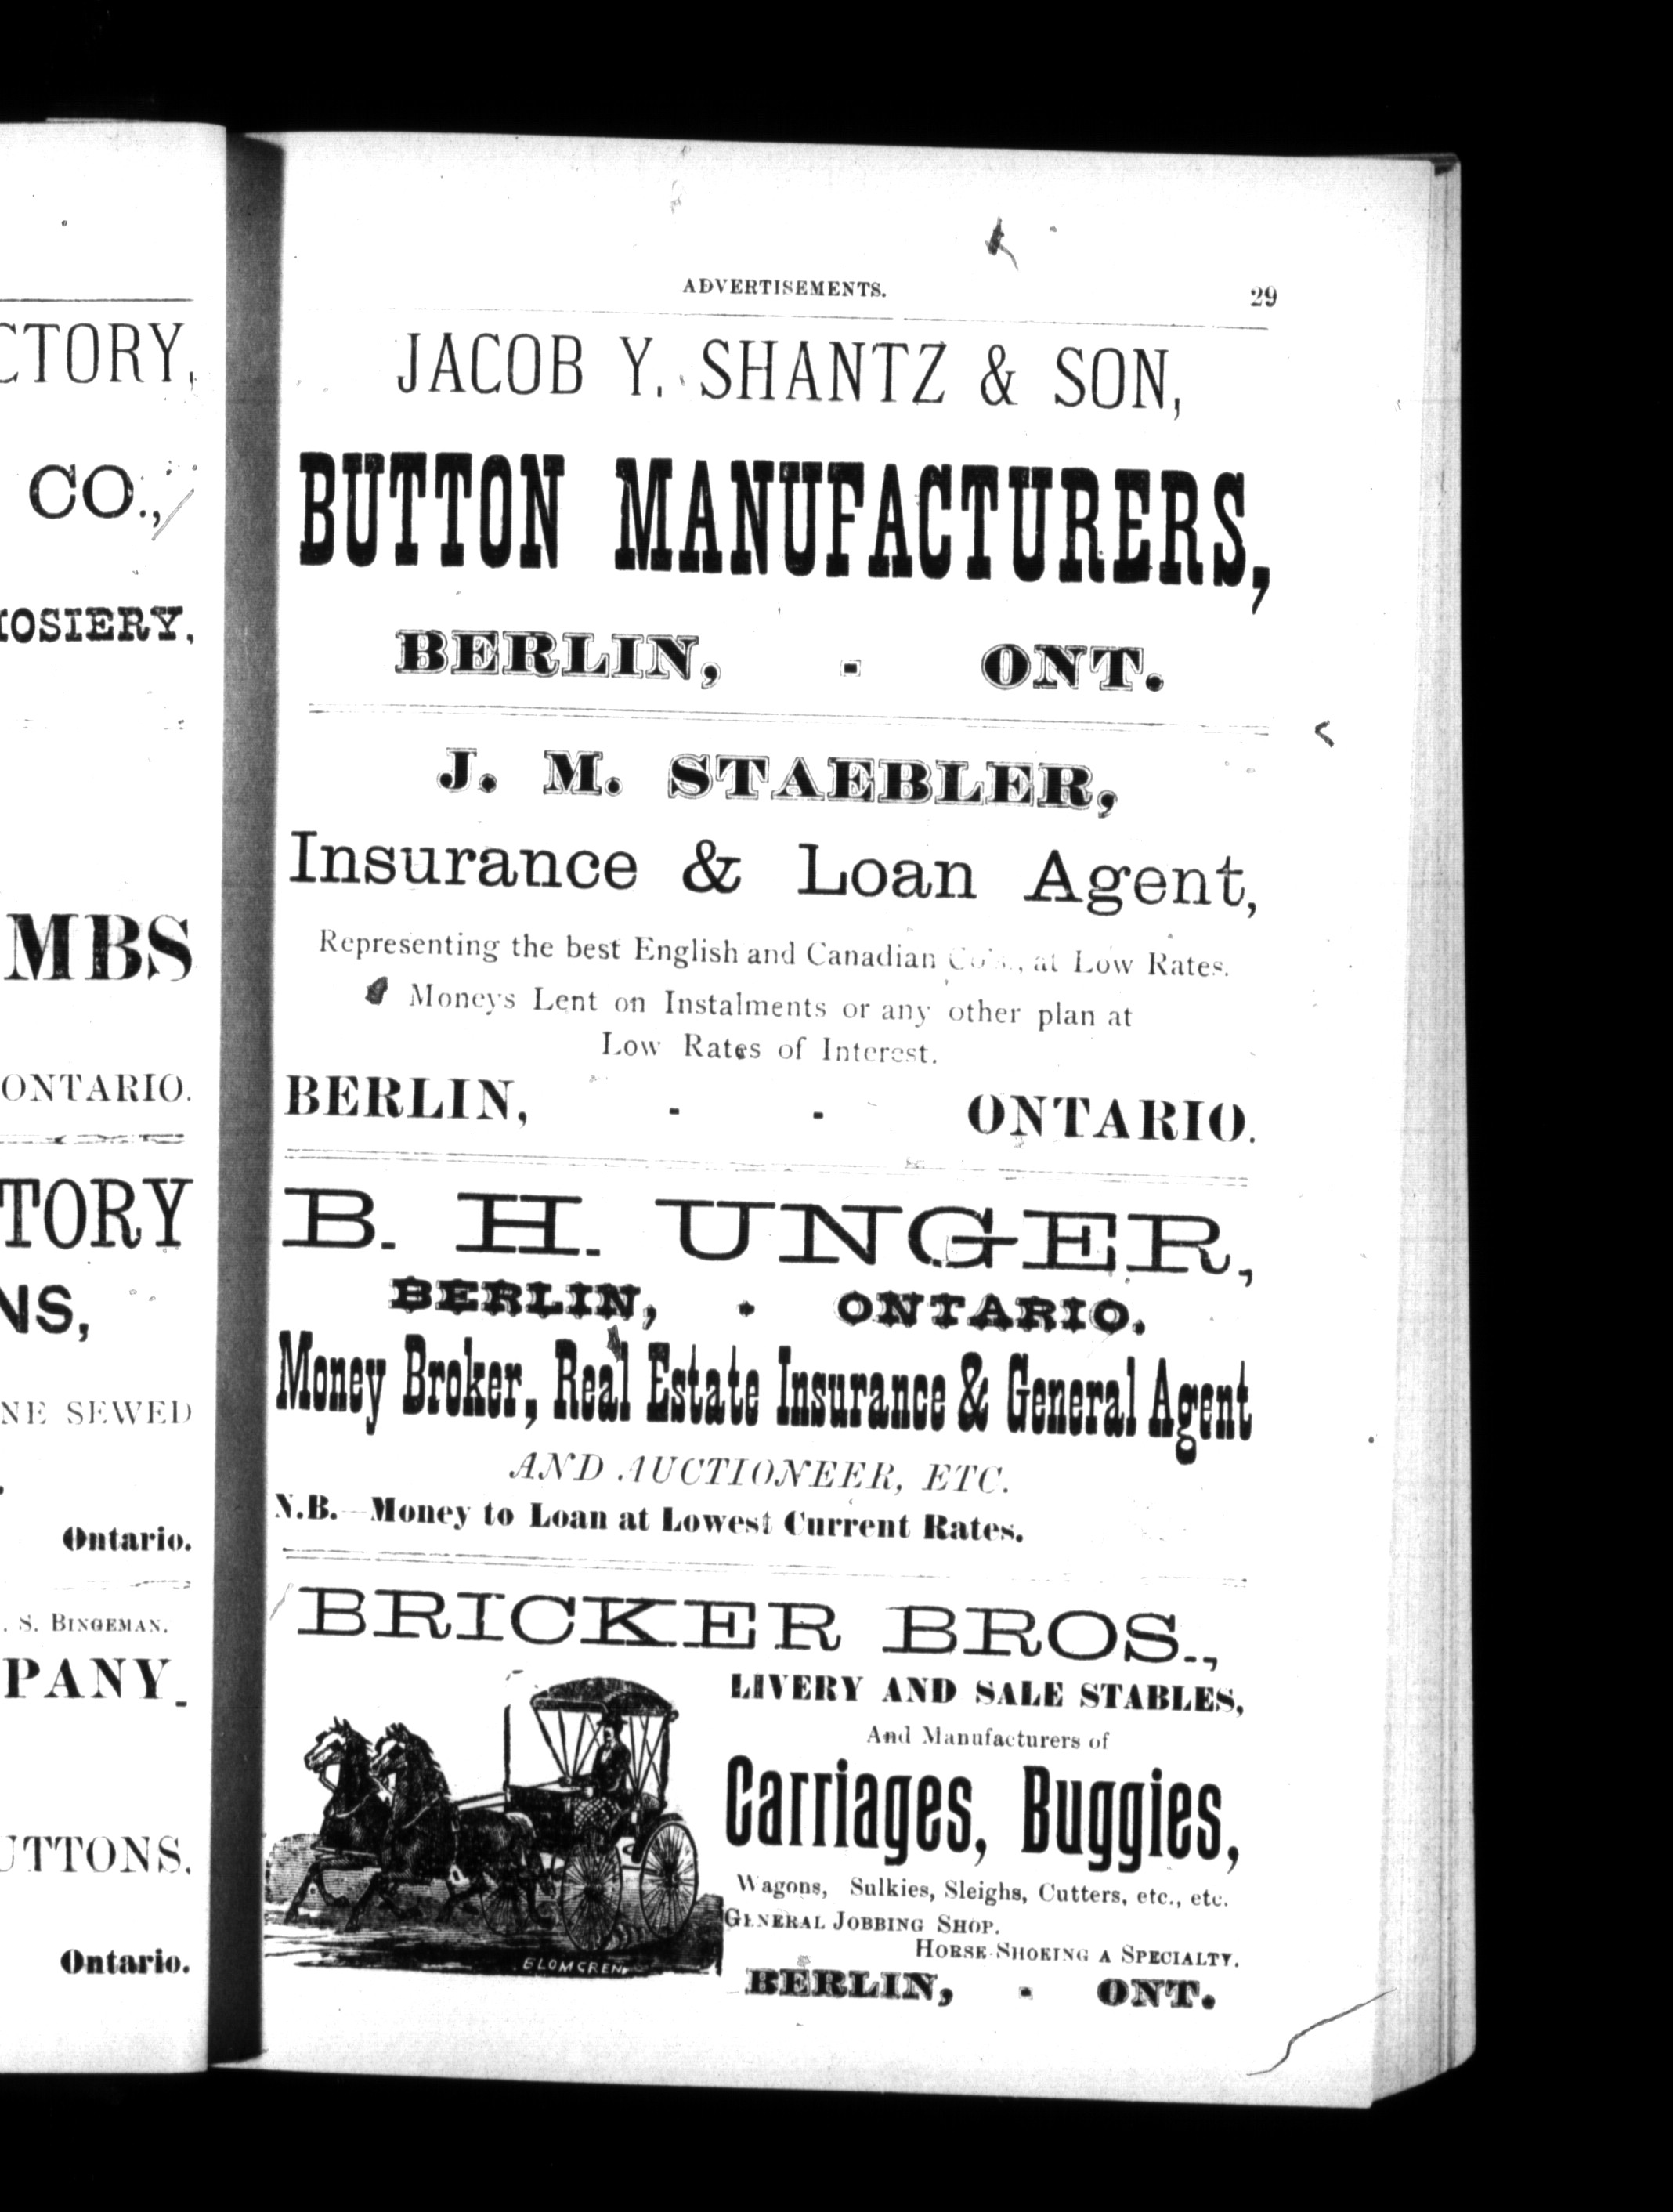 CTORY,
CO.,
HOSIERY,
MBS
ONTARIO.
TORY
NS,
NE SEWED
Ontario.
. S. BINGEMAN.
PANY.
UTTONS.
Ontario.
ADVERTISEMENTS. 29
JACOB Y. SHANTZ & SON,
BUTTON MANUFACTURERS,
BERLIN, - ONT.
J. M. STAEBLER,
Insurance & Loan Agent,
Representing the best English and Canadian Co's., at Low Rates.
Moneys Lent on Instalments or any other plan at
Low Rates of Interest.
BERLIN, - - ONTARIO.
B. H. UNGER,
BERLIN, - ONTARIO.
Money Broker, Real Estate Insurance & General Agent
AND AUCTIONEER, ETC.
N.B.—Money to Loan at Lowest Current Rates.
BRICKER BROS.,
LIVERY AND SALE STABLES,
And Manufacturers of
Carriages, Buggies,
Wagons, Sulkies, Sleighs, Cutters, etc., etc.
GENERAL JOBBING SHOP.
HORSE-SHOEING A SPECIALTY.
BLOMGREN
BERLIN, - ONT.